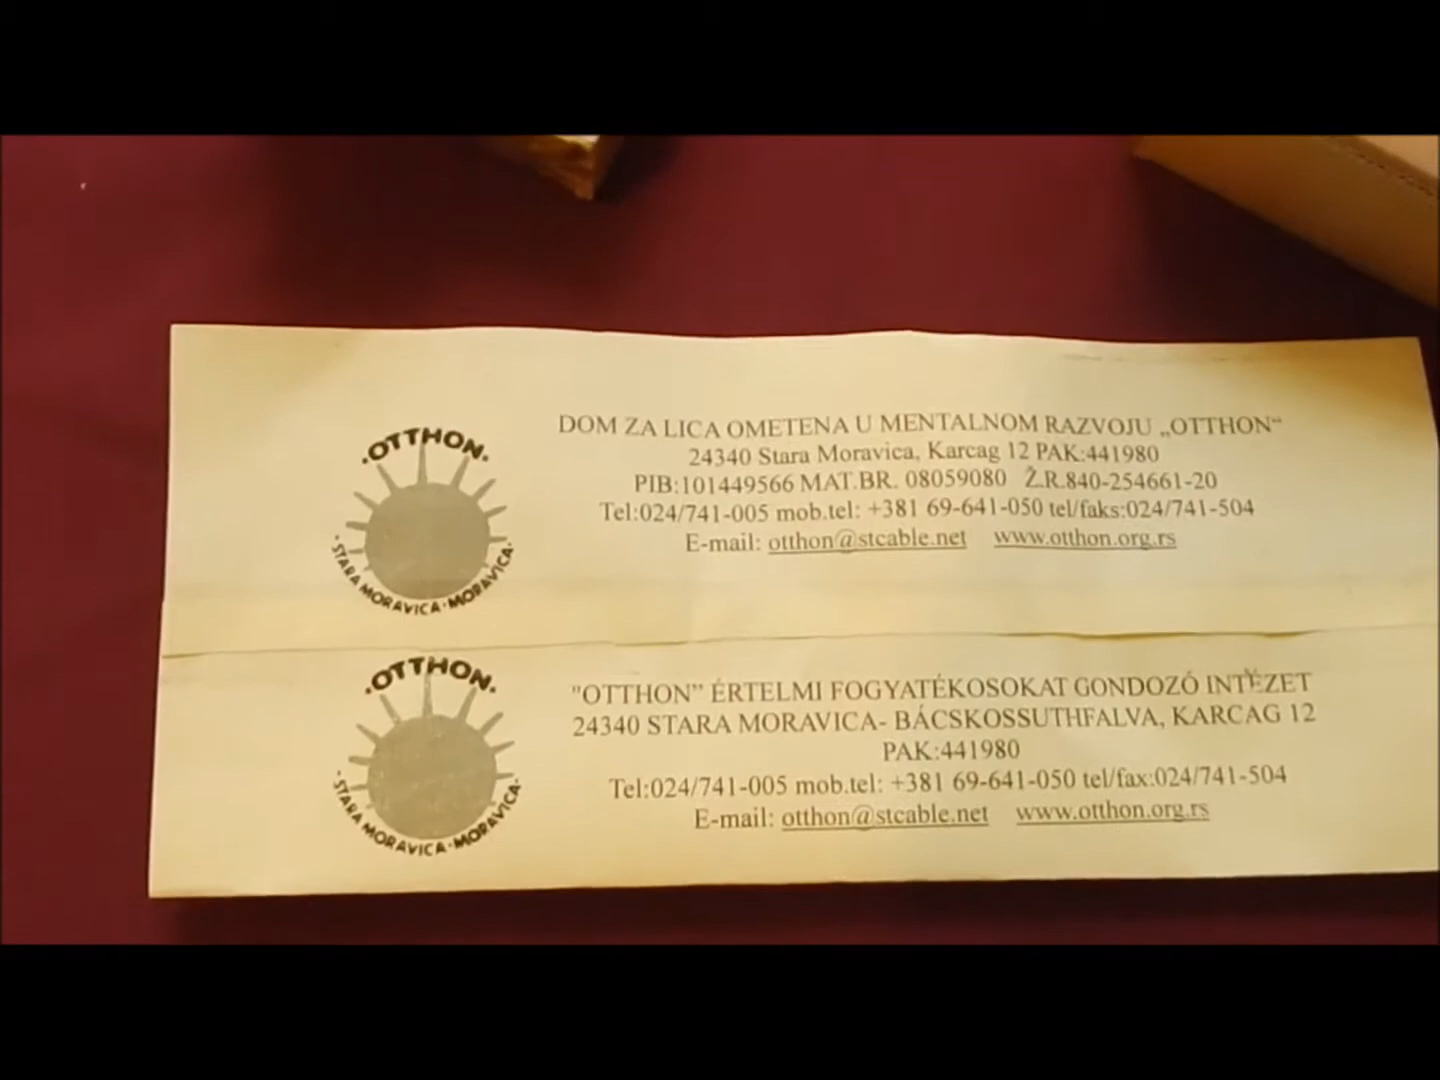 ·OTTHON·
·STARA MORAVICA·MORAVICA·
DOM ZA LICA OMETENA U MENTALNOM RAZVOJU „OTTHON“
24340 Stara Moravica, Karcag 12 PAK:441980
PIB:101449566 MAT.BR. 08059080 Ž.R.840-254661-20
Tel:024/741-005 mob.tel: +381 69-641-050 tel/faks:024/741-504
E-mail: otthon@stcable.net www.otthon.org.rs
·OTTHON·
·STARA MORAVICA·MORAVICA·
"OTTHON” ÉRTELMI FOGYATÉKOSOKAT GONDOZÓ INTÉZET
24340 STARA MORAVICA- BÁCSKOSSUTHFALVA, KARCAG 12
PAK:441980
Tel:024/741-005 mob.tel: +381 69-641-050 tel/fax:024/741-504
E-mail: otthon@stcable.net www.otthon.org.rs